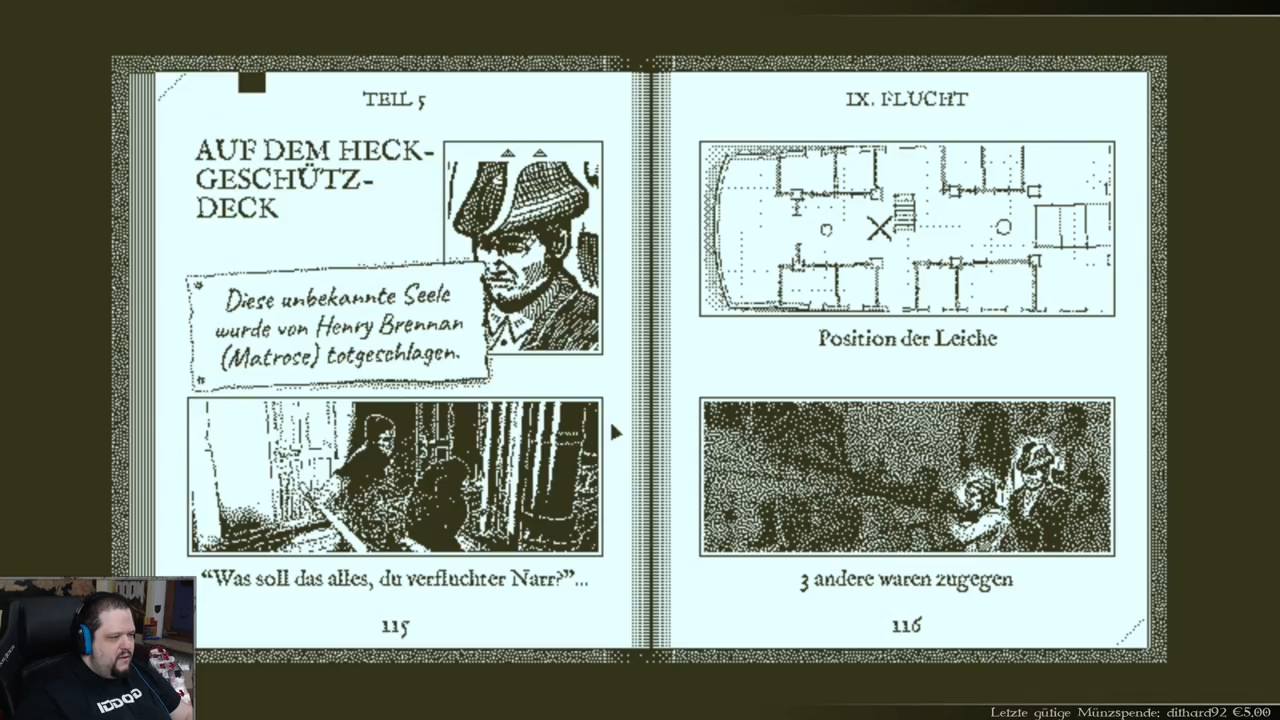 TEIL 5
IX. FLUCHT
AUF DEM HECK-
GESCHÜTZ-
DECK
Diese unbekannte Seele
wurde von Henry Brennan
(Matrose) totgeschlagen.
Position der Leiche
“Was soll das alles, du verfluchter Narr?”...
3 andere waren zugegen
115
116
Letzte gütige Münzspende: dithard92 €5,00